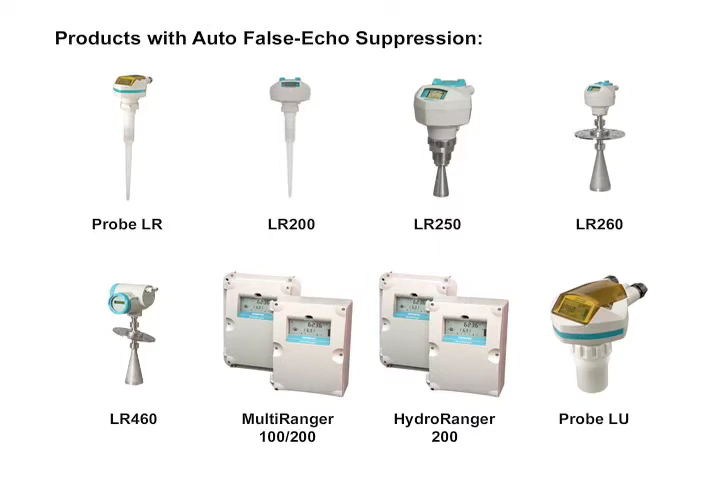 Products with Auto False-Echo Suppression:
Probe LR
LR200
LR250
LR260
LR460
MultiRanger
100/200
HydroRanger
200
Probe LU